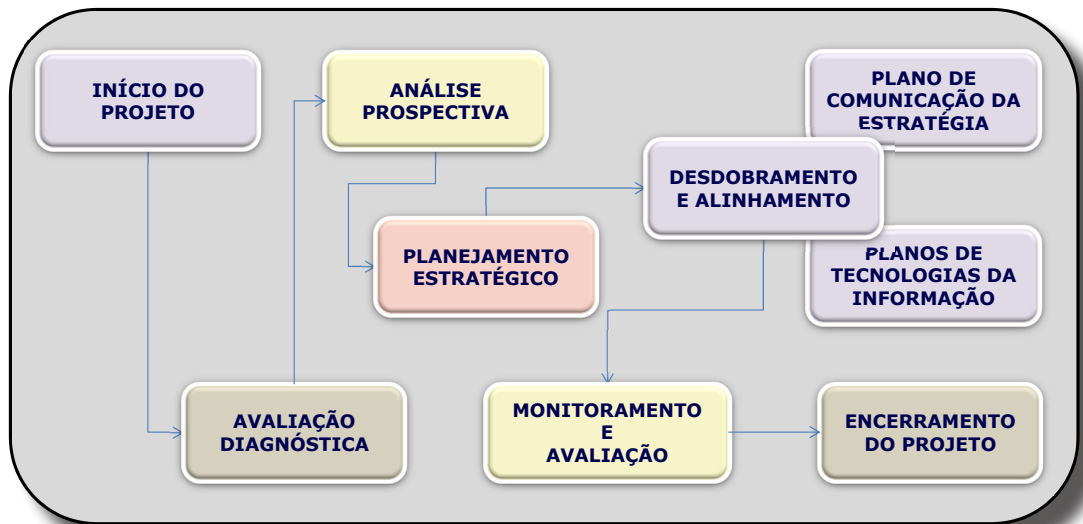 INÍCIO DO
PROJETO
ANÁLISE
PROSPECTIVA
PLANO DE
COMUNICAÇÃO DA
ESTRATÉGIA
DESDOBRAMENTO
E ALINHAMENTO
PLANEJAMENTO
ESTRATÉGICO
PLANOS DE
TECNOLOGIAS DA
INFORMAÇÃO
AVALIAÇÃO
DIAGNÓSTICA
MONITORAMENTO
E
AVALIAÇÃO
ENCERRAMENTO
DO PROJETO